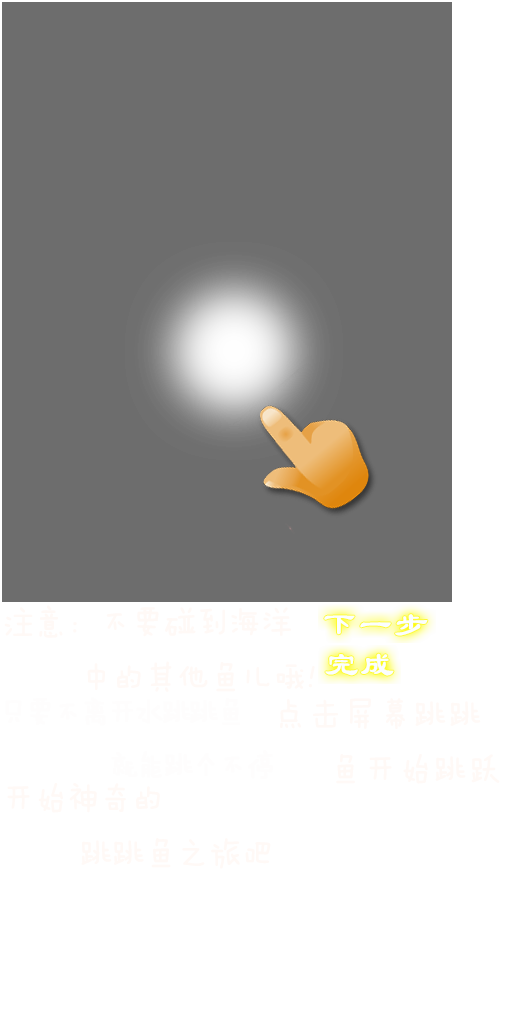 注意：不要碰到海洋
中的其他鱼儿哦!
下一步
完成
点击屏幕跳跳
鱼开始跳跃
开始神奇的
跳跳鱼之旅吧